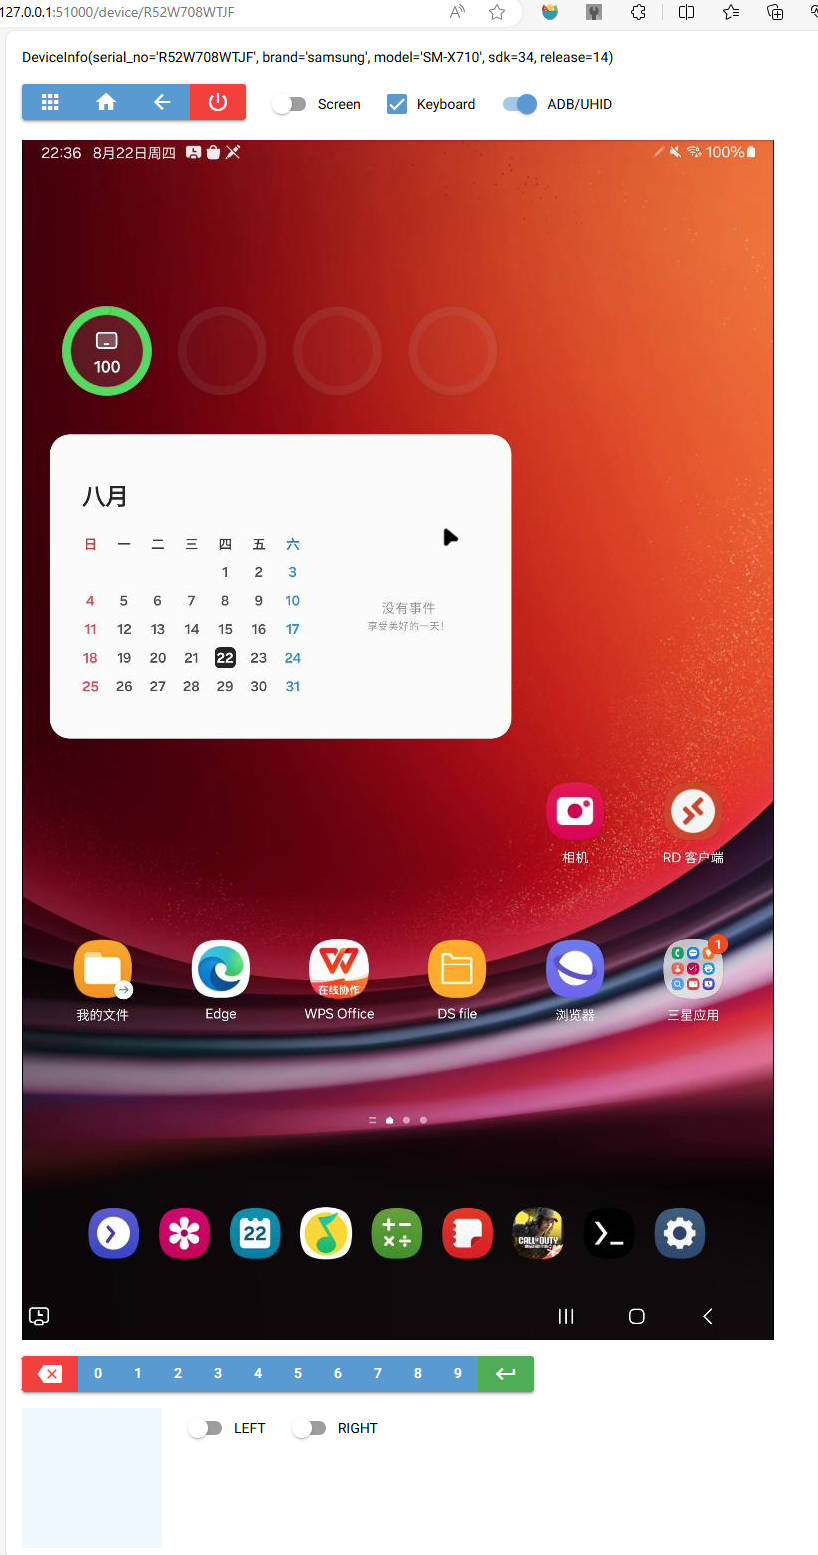 127.0.0.1:51000/device/R52W708WTJF
DeviceInfo(serial_no='R52W708WTJF', brand='samsung', model='SM-X710', sdk=34, release=14)
Screen Keyboard ADB/UHID
22:36 8月22日周四 100%
100
八月
日 一 二 三 四 五 六
1 2 3
4 5 6 7 8 9 10
11 12 13 14 15 16 17
18 19 20 21 22 23 24
25 26 27 28 29 30 31
没有事件
享受美好的一天!
相机 RD 客户端
在线协作
1
我的文件 Edge WPS Office DS file 浏览器 三星应用
22
CALL OF DUTY
0 1 2 3 4 5 6 7 8 9
LEFT RIGHT